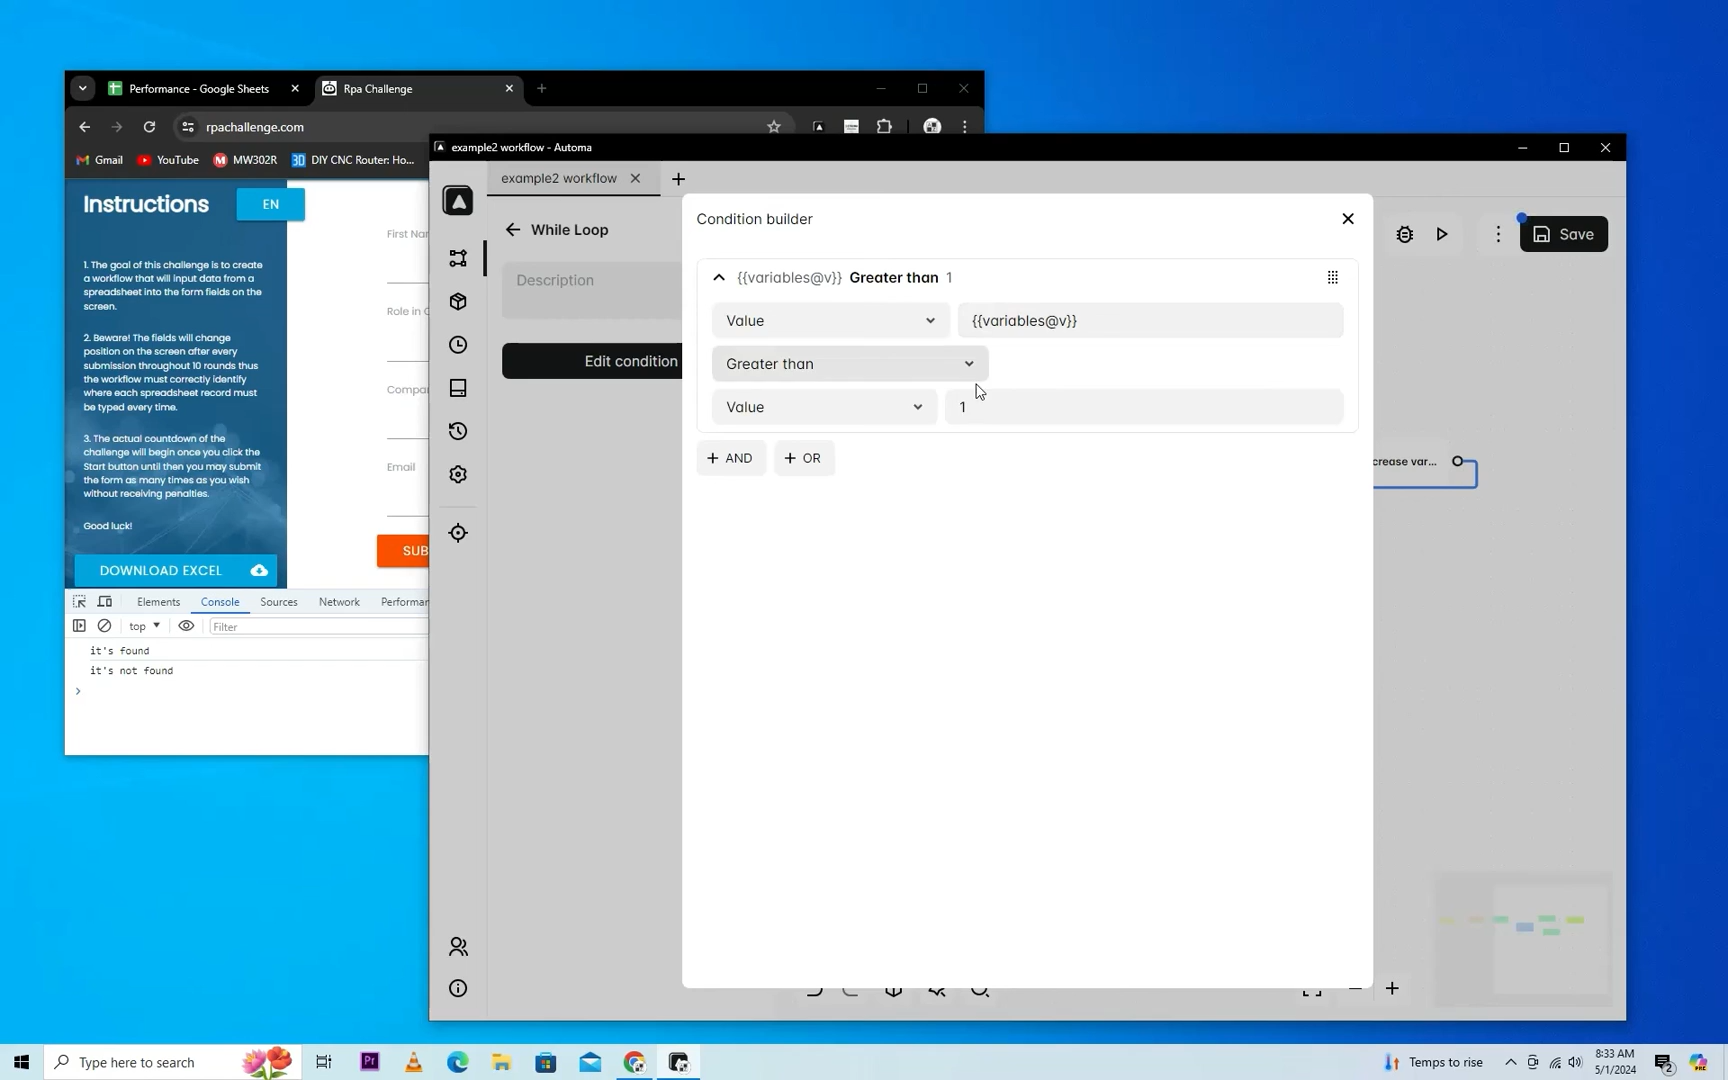 Performance - Google Sheets
Rpa Challenge
rpachallenge.com
Gmail
YouTube
MW302R
DIY CNC Router: Ho...
Instructions
EN
1. The goal of this challenge is to create
a workflow that will input data from a
spreadsheet into the form fields on the
screen.
2. Beware! The fields will change
position on the screen after every
submission throughout 10 rounds thus
the workflow must correctly identify
where each spreadsheet record must
be typed every time.
3. The actual countdown of the
challenge will begin once you click the
Start button until then you may submit
the form as many times as you wish
without receiving penalties.
Good luck!
DOWNLOAD EXCEL
First Nar
Role in C
Compar
Email
SUB
Elements
Console
Sources
Network
Performar
top
Filter
it's found
it's not found
example2 workflow - Automa
example2 workflow
While Loop
Description
Edit condition
Save
Condition builder
{{variables@v}} Greater than 1
Value
{{variables@v}}
Greater than
Value
1
+ AND
+ OR
crease var...
Type here to search
Pr
Temps to rise
8:33 AM
5/1/2024
2
PRE